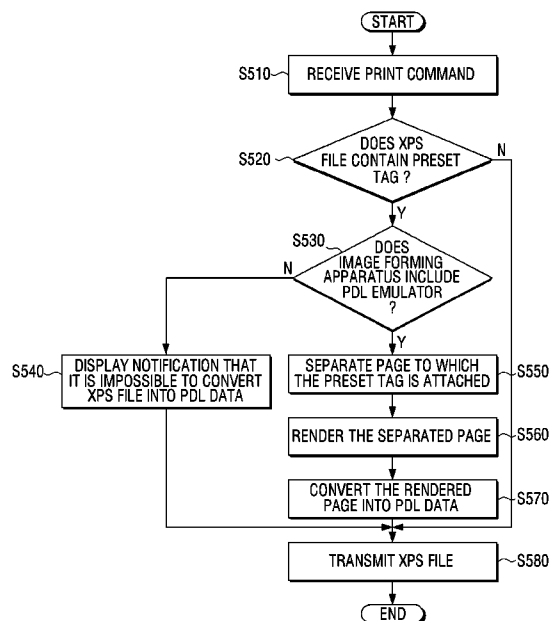 START
S510
RECEIVE PRINT COMMAND
DOES XPS
FILE CONTAIN PRESET
TAG ?
S520
N
Y
S530
DOES
IMAGE FORMING
APPARATUS INCLUDE
PDL EMULATOR
?
N
Y
S540
DISPLAY NOTIFICATION THAT
IT IS IMPOSSIBLE TO CONVERT
XPS FILE INTO PDL DATA
SEPARATE PAGE TO WHICH
THE PRESET TAG IS ATTACHED
S550
RENDER THE SEPARATED PAGE
S560
CONVERT THE RENDERED
PAGE INTO PDL DATA
S570
TRANSMIT XPS FILE
S580
END